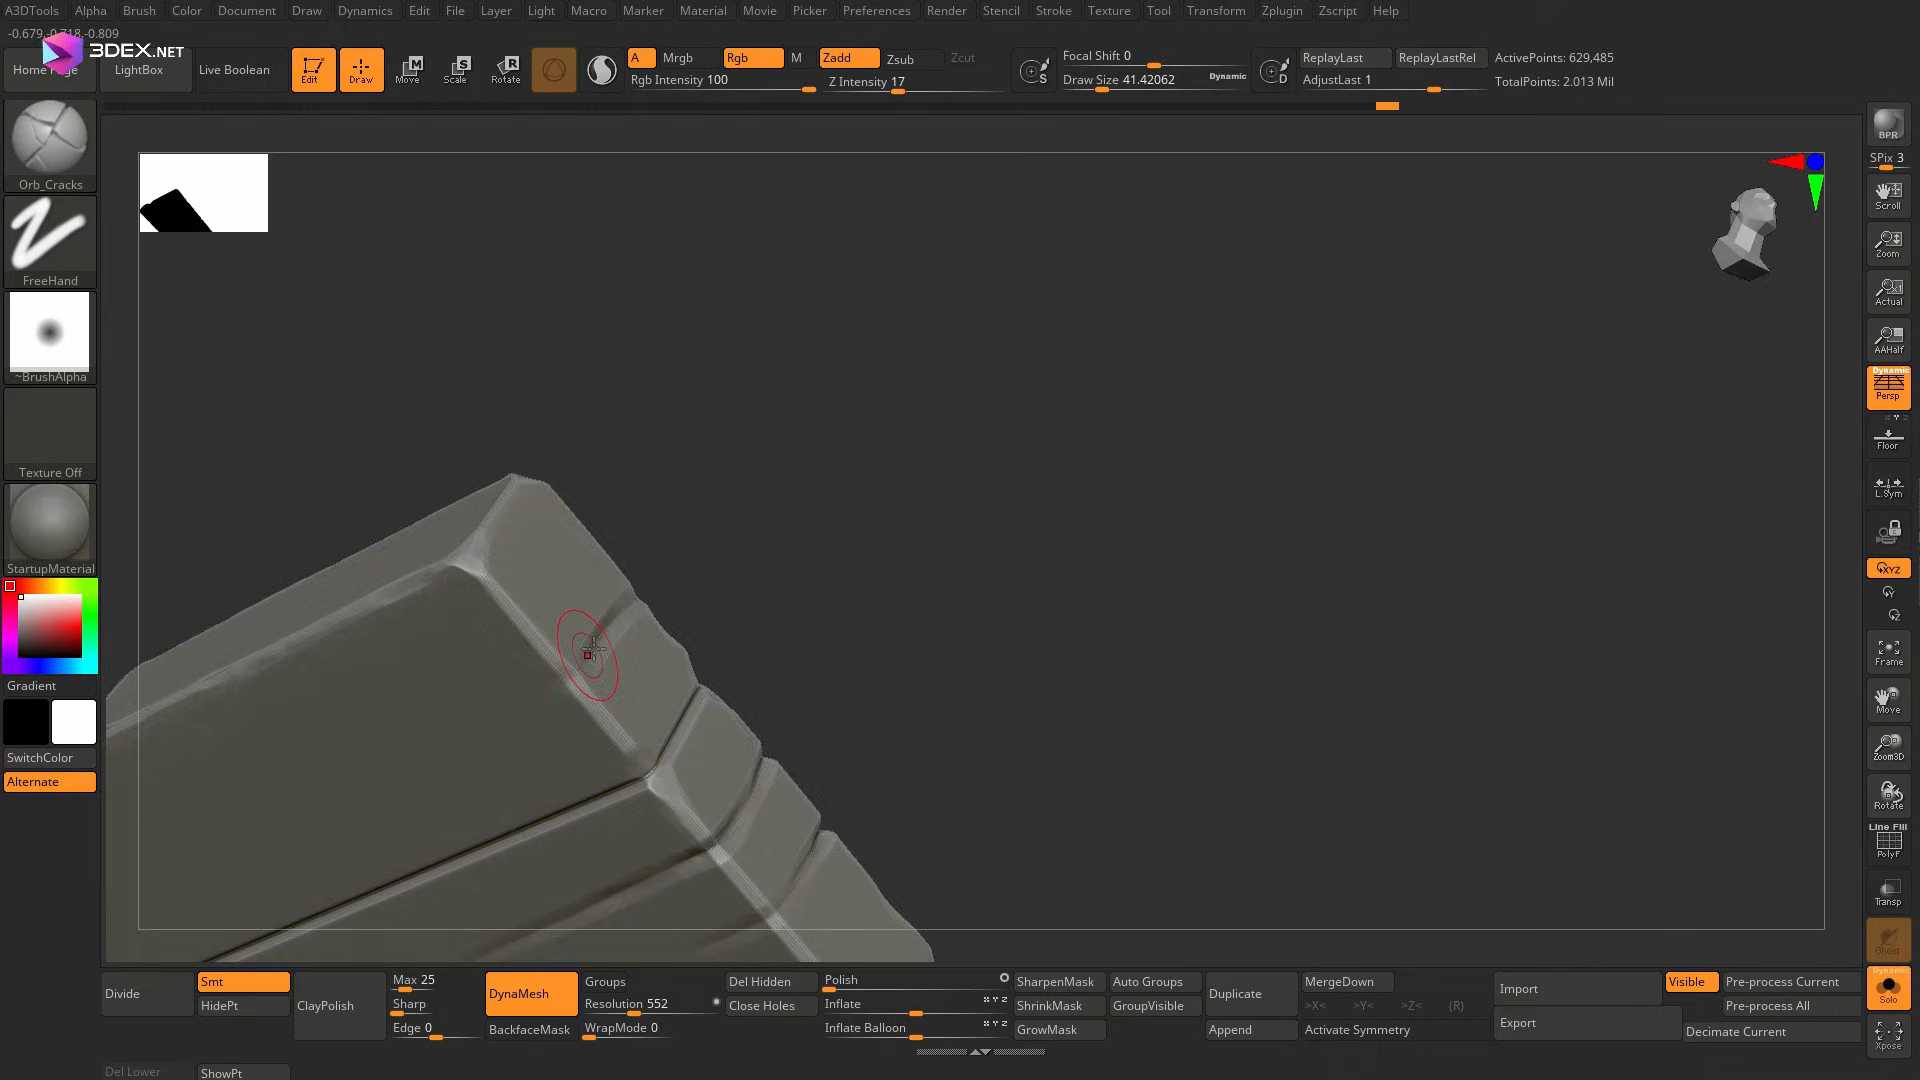 A3DTools Alpha Brush Color Document Draw Dynamics Edit File Layer Light Macro Marker Material Movie Picker Preferences Render Stencil Stroke Texture Tool Transform Zplugin Zscript Help
3DEX.NET
LightBox
Live Boolean
Edit
Draw
Move
Scale
Rotate
A Mrgb Rgb M Zadd Zsub Zcut
Rgb Intensity 100
Z Intensity 17
Focal Shift 0
Draw Size 41.42062
Dynamic
ReplayLast
ReplayLastRel
AdjustLast 1
ActivePoints: 629,485
TotalPoints: 2.013 Mil
Orb_Cracks
FreeHand
~BrushAlpha
Texture Off
StartupMaterial
Gradient
SwitchColor
Alternate
BPR
SPix 3
Scroll
Zoom
Actual
AAHalf
Dynamic
Persp
Floor
L.Sym
XYZ
Frame
Move
Zoom3D
Rotate
Line Fill
PolyF
Transp
Ghost
Dynamic
Solo
Xpose
Divide
Smt
HidePt
ClayPolish
Max 25
Sharp
Edge 0
DynaMesh
BackfaceMask
Groups
Resolution 552
WrapMode 0
Del Hidden
Close Holes
Polish
Inflate
Inflate Balloon
SharpenMask
ShrinkMask
GrowMask
Auto Groups
GroupVisible
Duplicate
Append
MergeDown
>X< >Y< >Z< (R)
Activate Symmetry
Import
Export
Visible
Pre-process Current
Pre-process All
Decimate Current
Del Lower
ShowPt